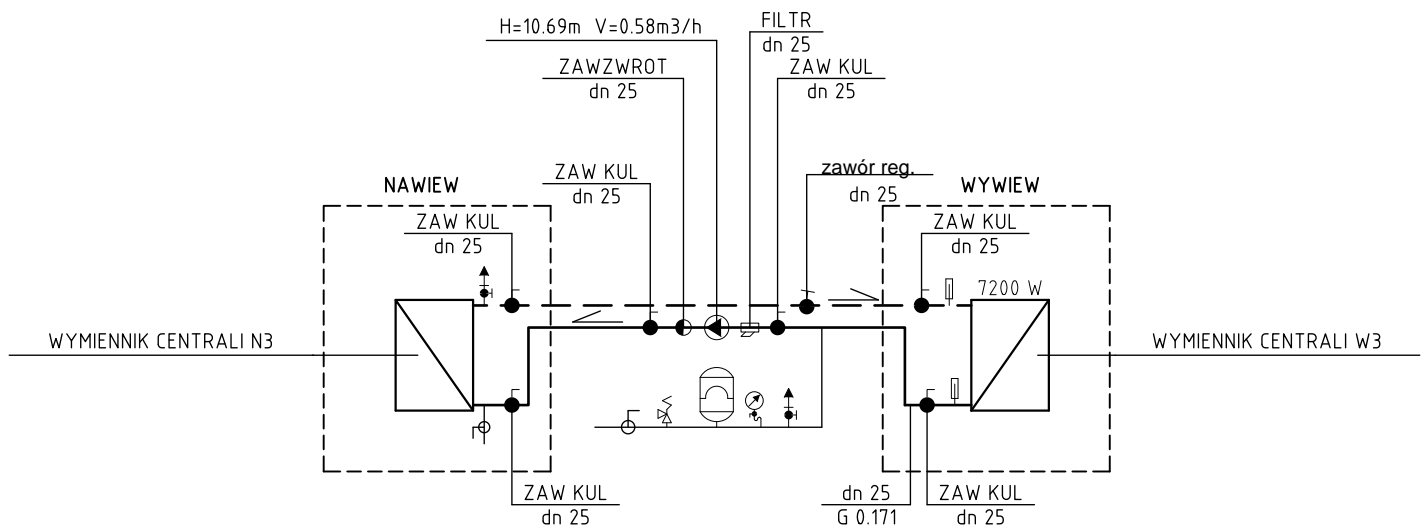 H=10.69m V=0.58m3/h
FILTR
dn 25
ZAWZWROT
dn 25
ZAW KUL
dn 25
ZAW KUL
dn 25
zawór reg.
dn 25
NAWIEW
WYWIEW
ZAW KUL
dn 25
ZAW KUL
dn 25
7200 W
WYMIENNIK CENTRALI N3
WYMIENNIK CENTRALI W3
ZAW KUL
dn 25
dn 25
G 0.171
ZAW KUL
dn 25